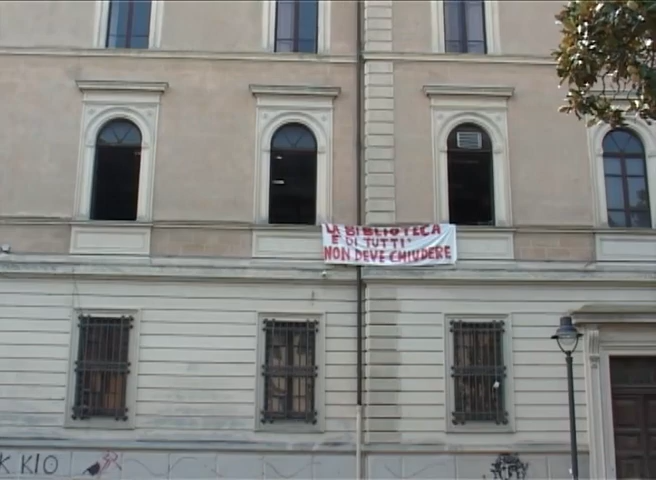 LA BIBLIOTECA
E DI TUTTI
NON DEVE CHIUDERE
K KIO